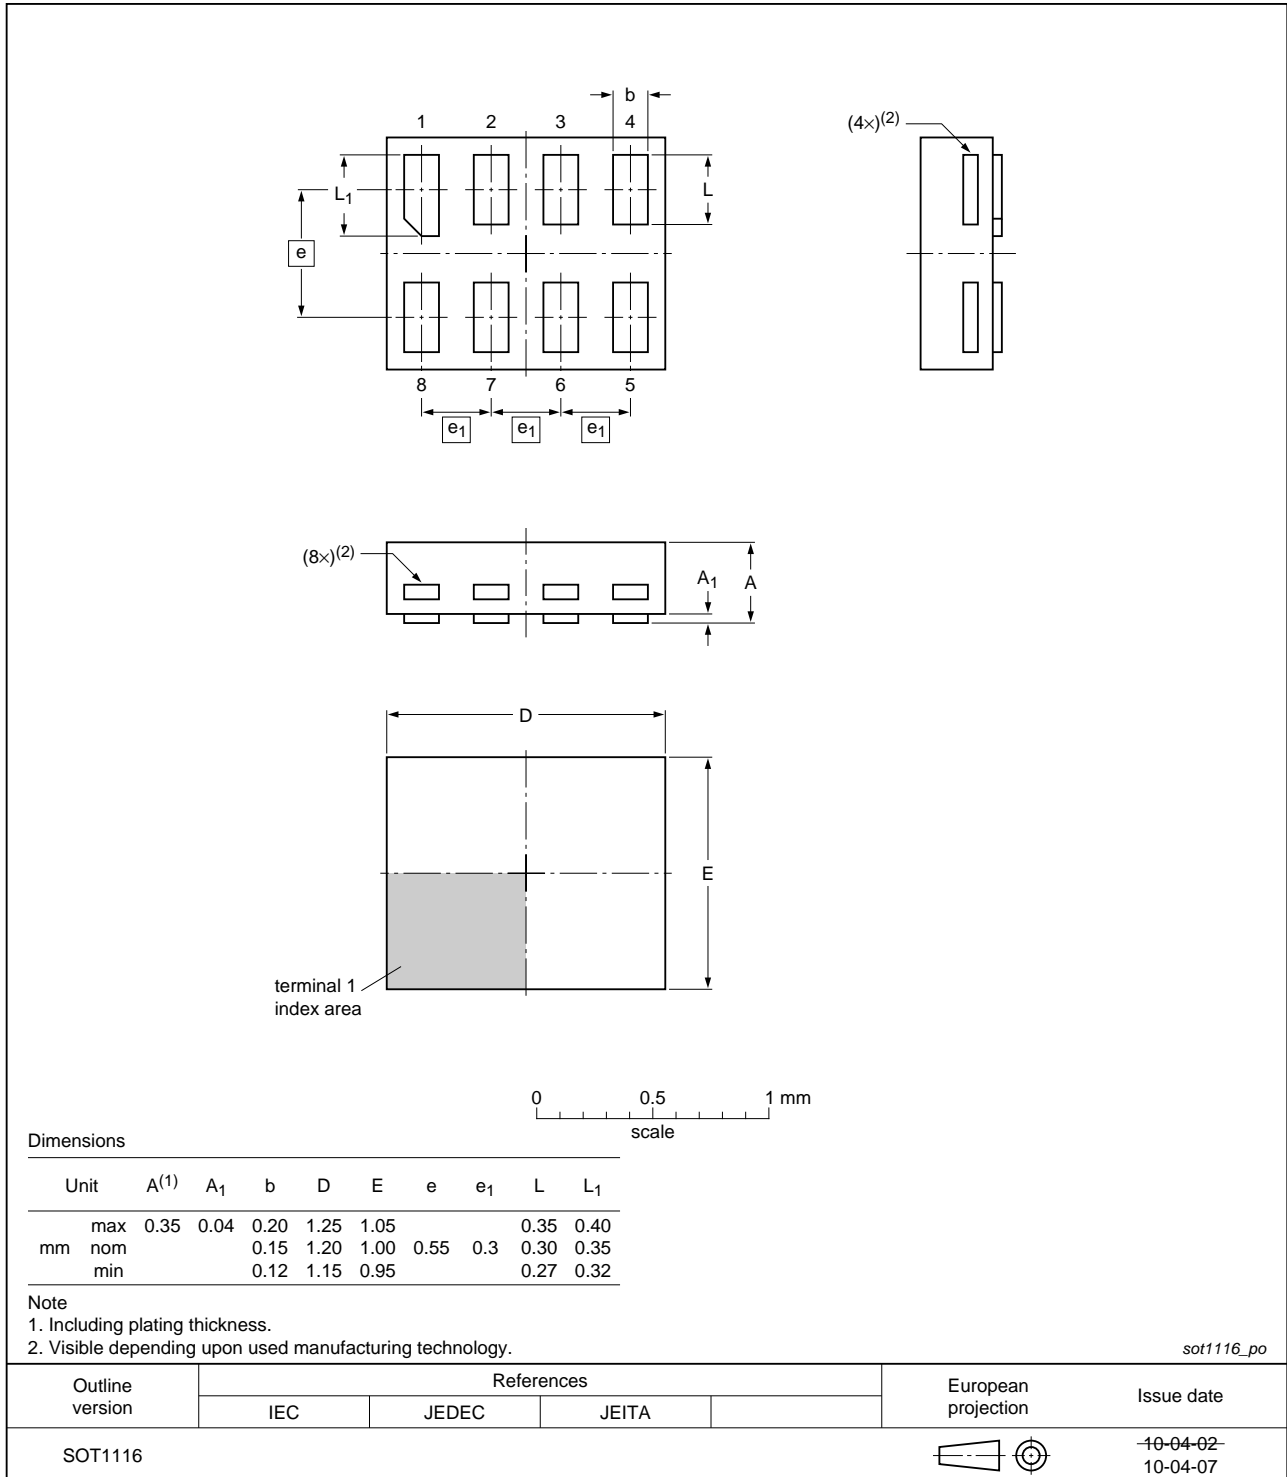 b
1 2 3 4
(4×)(2)
L1
L
e
8 7 6 5
e1 e1 e1
(8×)(2)
A1 A
D
E
terminal 1
index area
0 0.5 1 mm
scale
Dimensions
Unit A(1) A1 b D E e e1 L L1
max 0.35 0.04 0.20 1.25 1.05 0.35 0.40
mm nom 0.15 1.20 1.00 0.55 0.3 0.30 0.35
min 0.12 1.15 0.95 0.27 0.32
Note
1. Including plating thickness.
2. Visible depending upon used manufacturing technology.
sot1116_po
Outline
version
References
IEC JEDEC JEITA
European
projection
Issue date
SOT1116
10-04-02
10-04-07